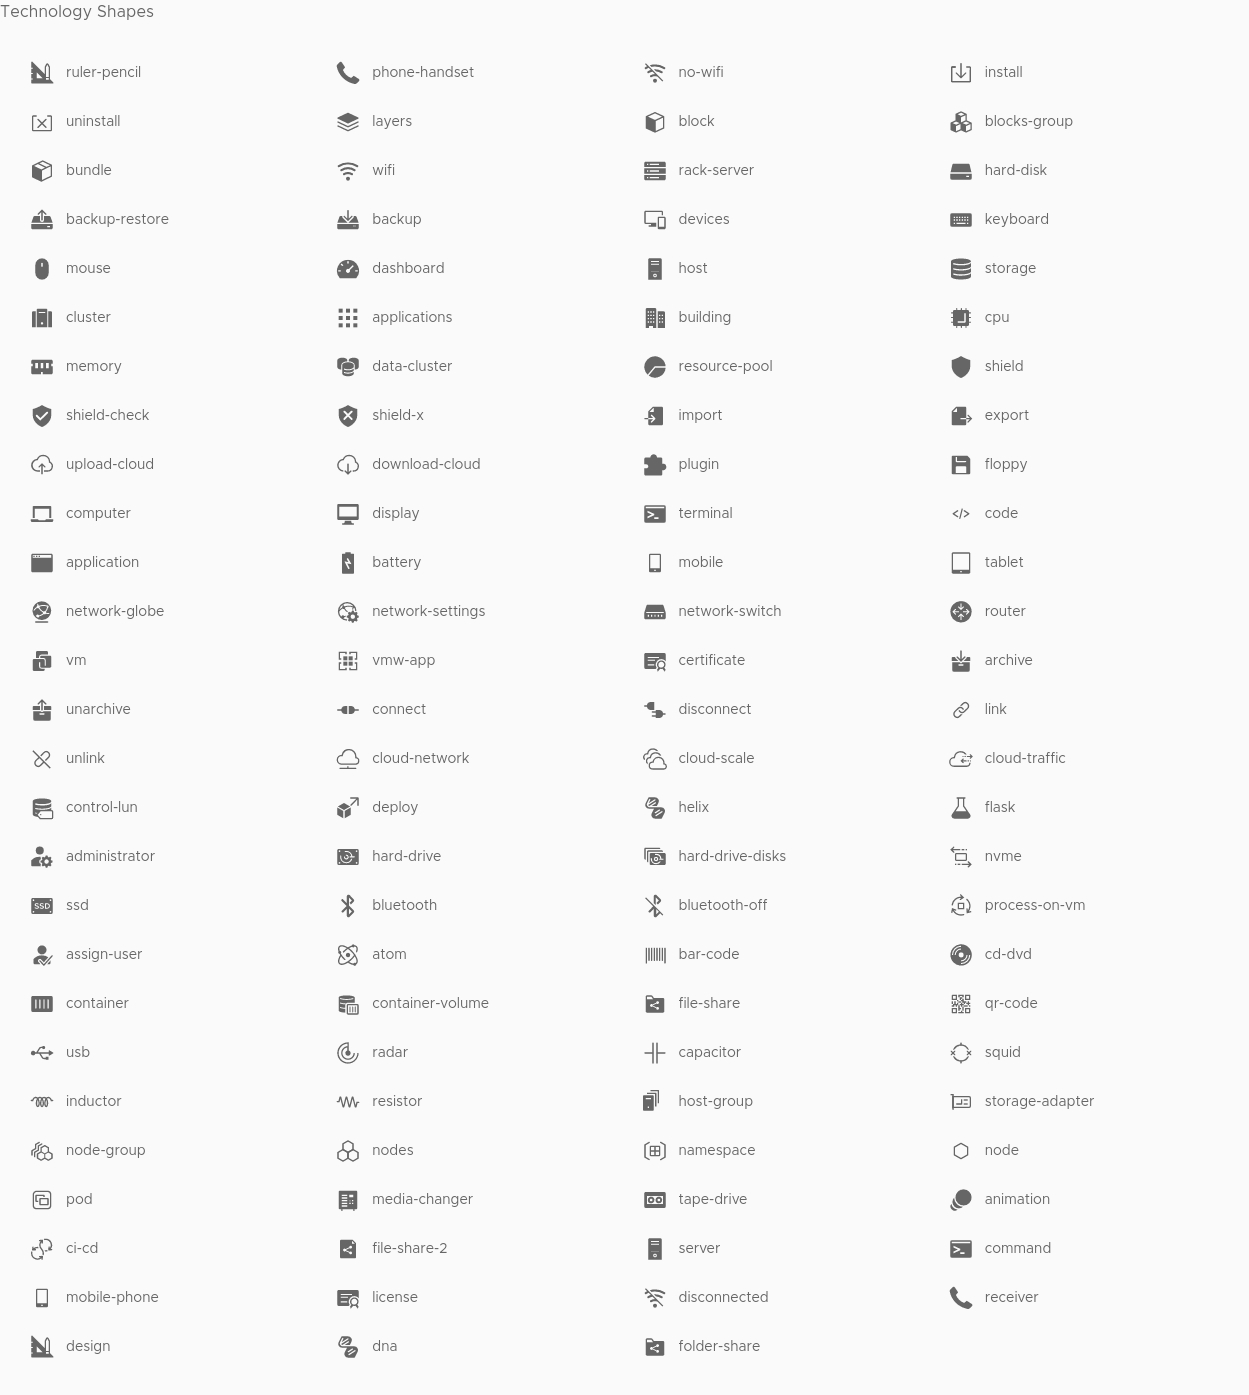 Technology Shapes
ruler-pencil phone-handset no-wifi install
uninstall layers block blocks-group
bundle wifi rack-server hard-disk
backup-restore backup devices keyboard
mouse dashboard host storage
cluster applications building cpu
memory data-cluster resource-pool shield
shield-check shield-x import export
upload-cloud download-cloud plugin floppy
computer display terminal code
application battery mobile tablet
network-globe network-settings network-switch router
vm vmw-app certificate archive
unarchive connect disconnect link
unlink cloud-network cloud-scale cloud-traffic
control-lun deploy helix flask
administrator hard-drive hard-drive-disks nvme
SSD ssd bluetooth bluetooth-off process-on-vm
assign-user atom bar-code cd-dvd
container container-volume file-share qr-code
usb radar capacitor squid
inductor resistor host-group storage-adapter
node-group nodes namespace node
pod media-changer tape-drive animation
ci-cd file-share-2 server command
mobile-phone license disconnected receiver
design dna folder-share